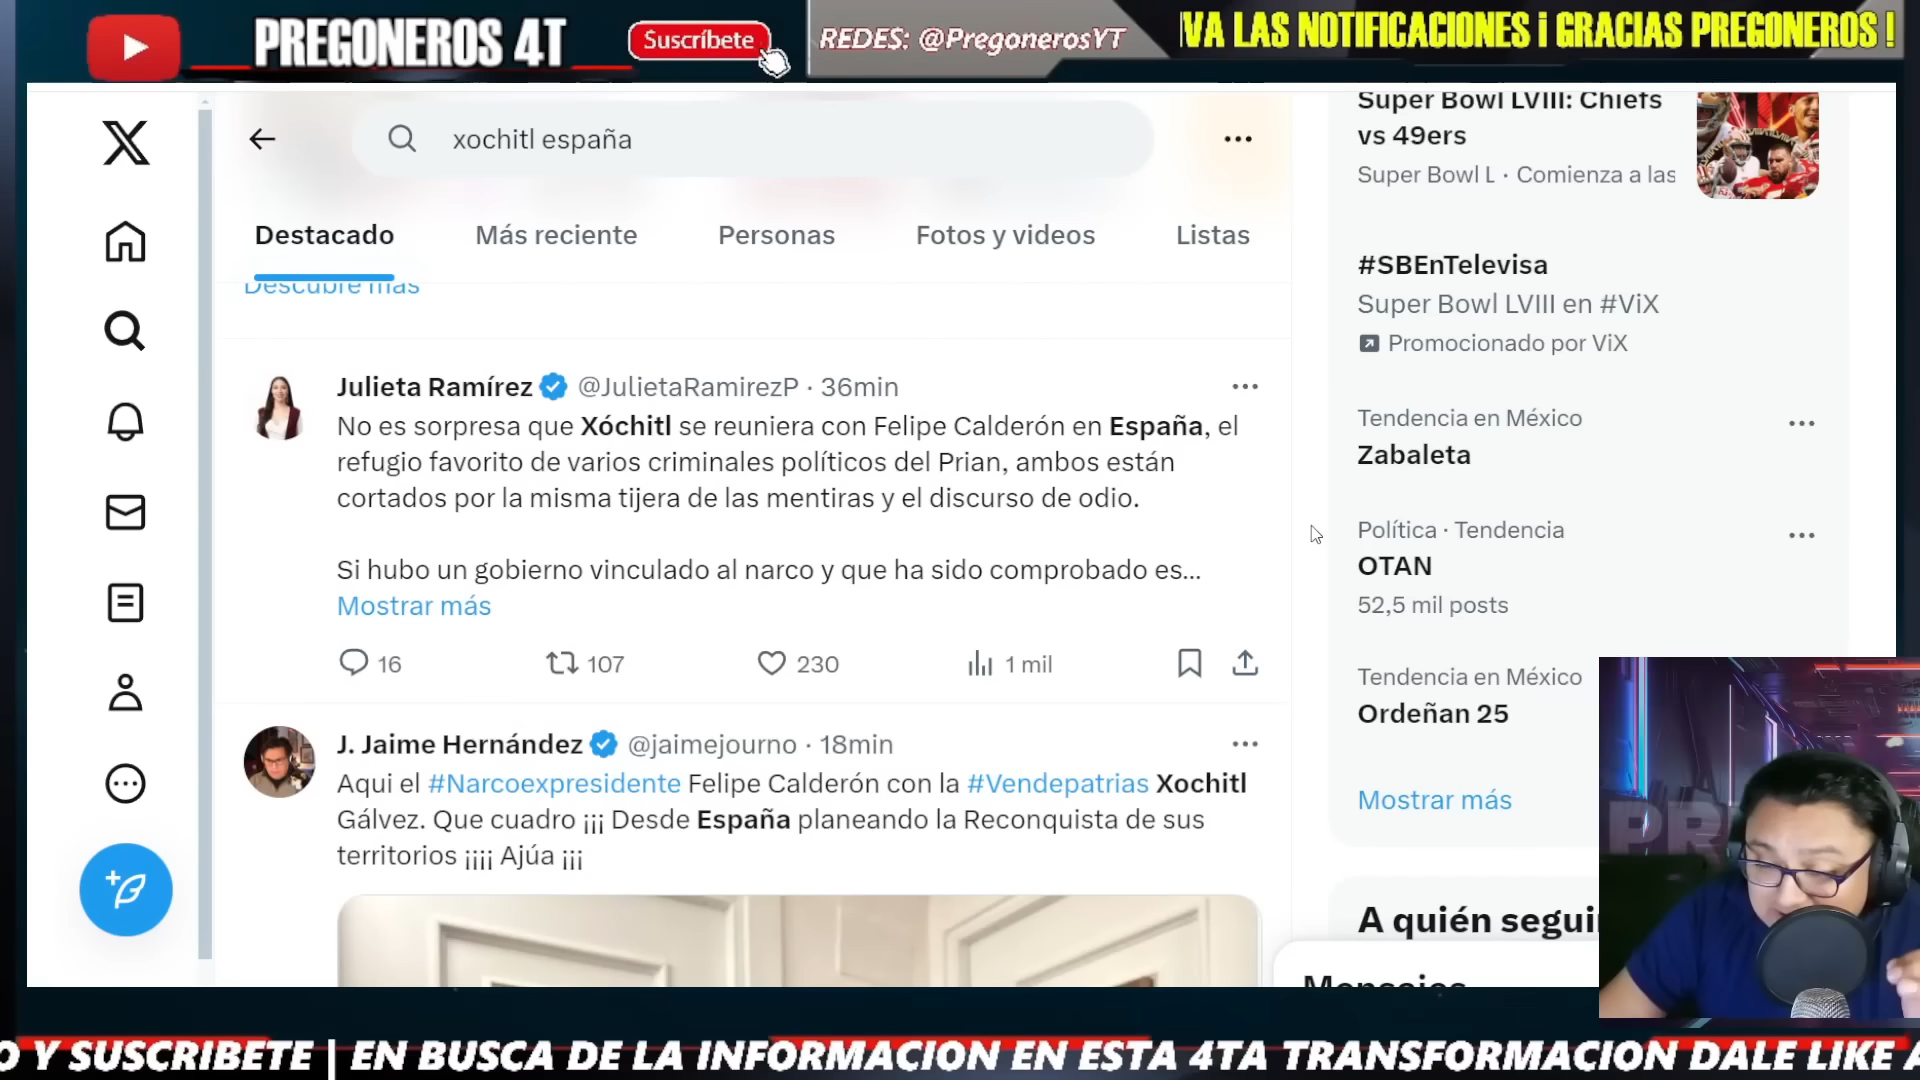 PREGONEROS 4T
Suscríbete
REDES: @PregonerosYT
VA LAS NOTIFICACIONES ¡ GRACIAS PREGONEROS !
xochitl españa
Destacado
Más reciente
Personas
Fotos y videos
Listas
Descubre más
Julieta Ramírez @JulietaRamirezP · 36min
No es sorpresa que Xóchitl se reuniera con Felipe Calderón en España, el
refugio favorito de varios criminales políticos del Prian, ambos están
cortados por la misma tijera de las mentiras y el discurso de odio.
Si hubo un gobierno vinculado al narco y que ha sido comprobado es...
Mostrar más
16
107
230
1 mil
J. Jaime Hernández @jaimejourno · 18min
Aqui el #Narcoexpresidente Felipe Calderón con la #Vendepatrias Xochitl
Gálvez. Que cuadro ¡¡¡ Desde España planeando la Reconquista de sus
territorios ¡¡¡¡ Ajúa ¡¡¡
Super Bowl LVIII: Chiefs
vs 49ers
Super Bowl L · Comienza a las
#SBEnTelevisa
Super Bowl LVIII en #ViX
Promocionado por ViX
Tendencia en México
Zabaleta
Política · Tendencia
OTAN
52,5 mil posts
Tendencia en México
Ordeñan 25
Mostrar más
A quién segui
Mensajes
PR
O Y SUSCRIBETE | EN BUSCA DE LA INFORMACION EN ESTA 4TA TRANSFORMACION DALE LIKE